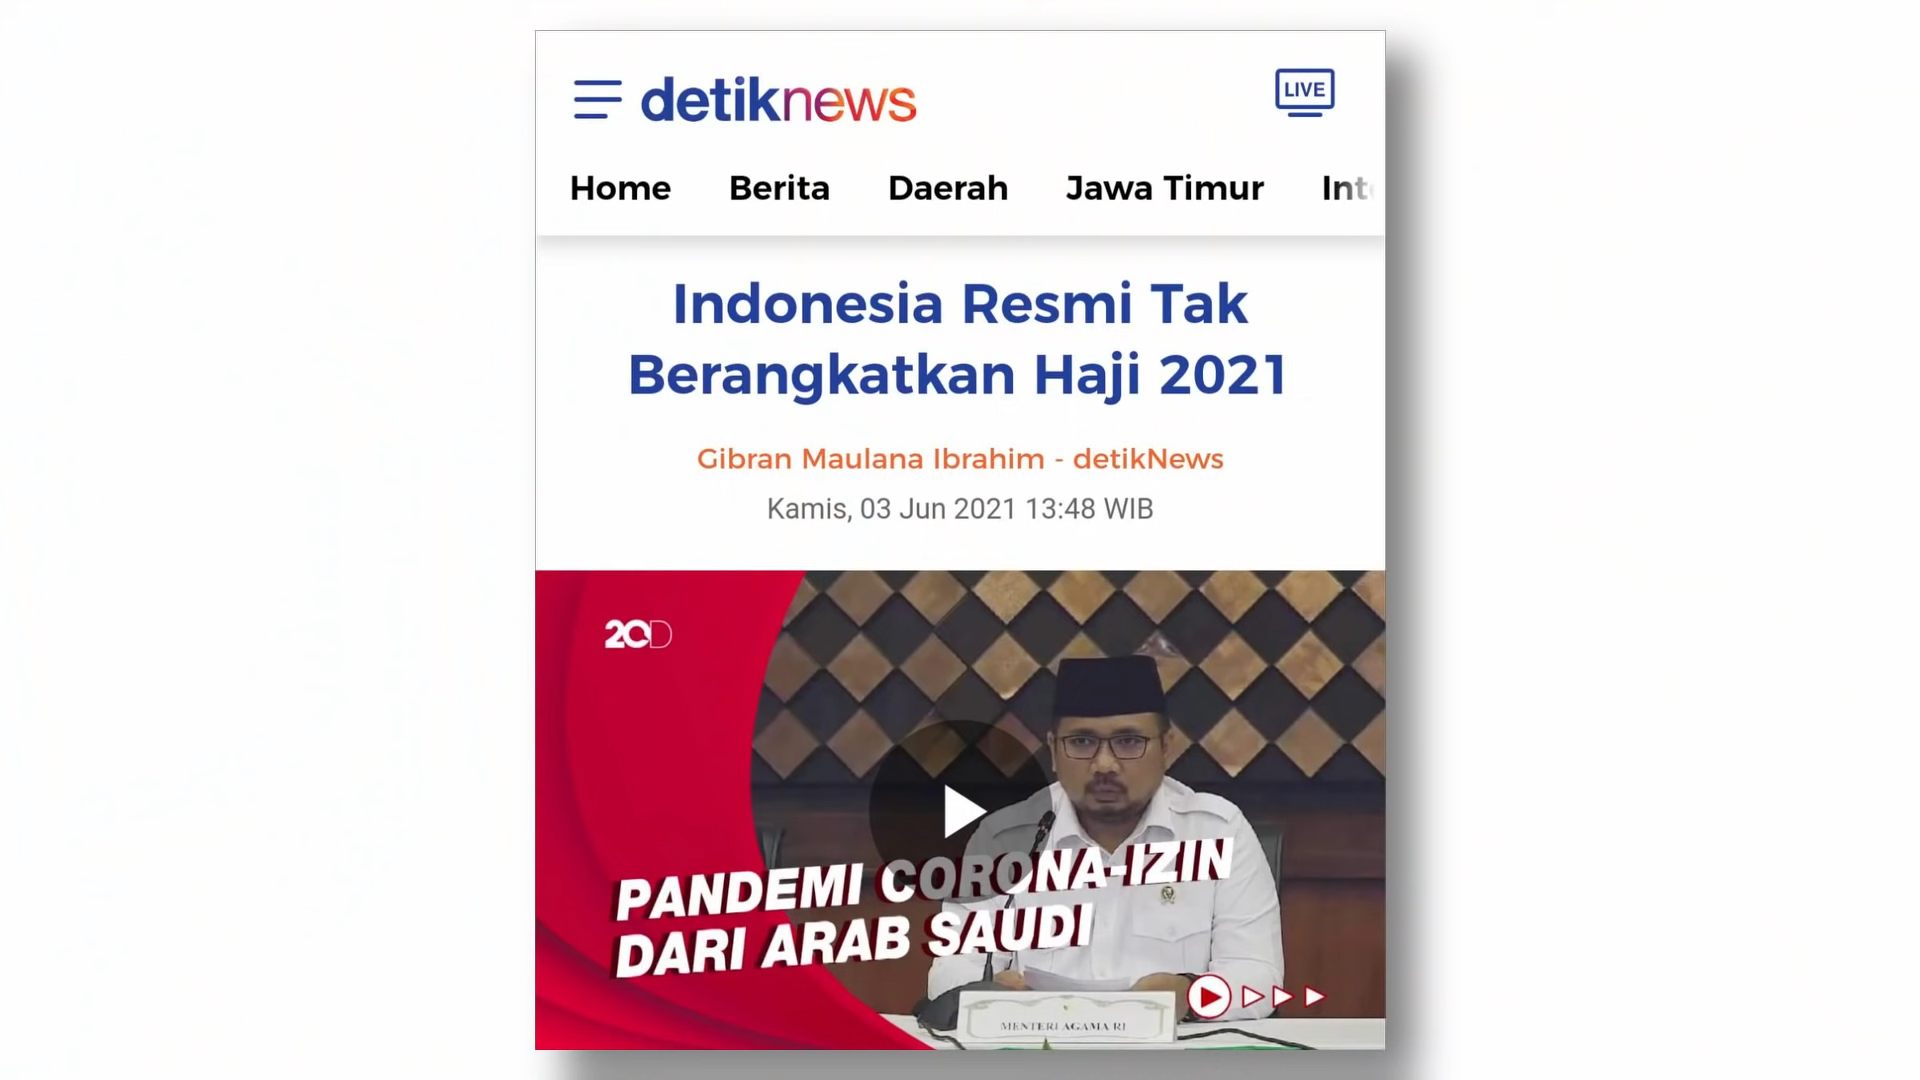 detiknews
LIVE
Home Berita Daerah Jawa Timur Int
Indonesia Resmi Tak
Berangkatkan Haji 2021
Gibran Maulana Ibrahim - detikNews
Kamis, 03 Jun 2021 13:48 WIB
20D
PANDEMI CORONA-IZIN
DARI ARAB SAUDI
MENTERI AGAMA RI